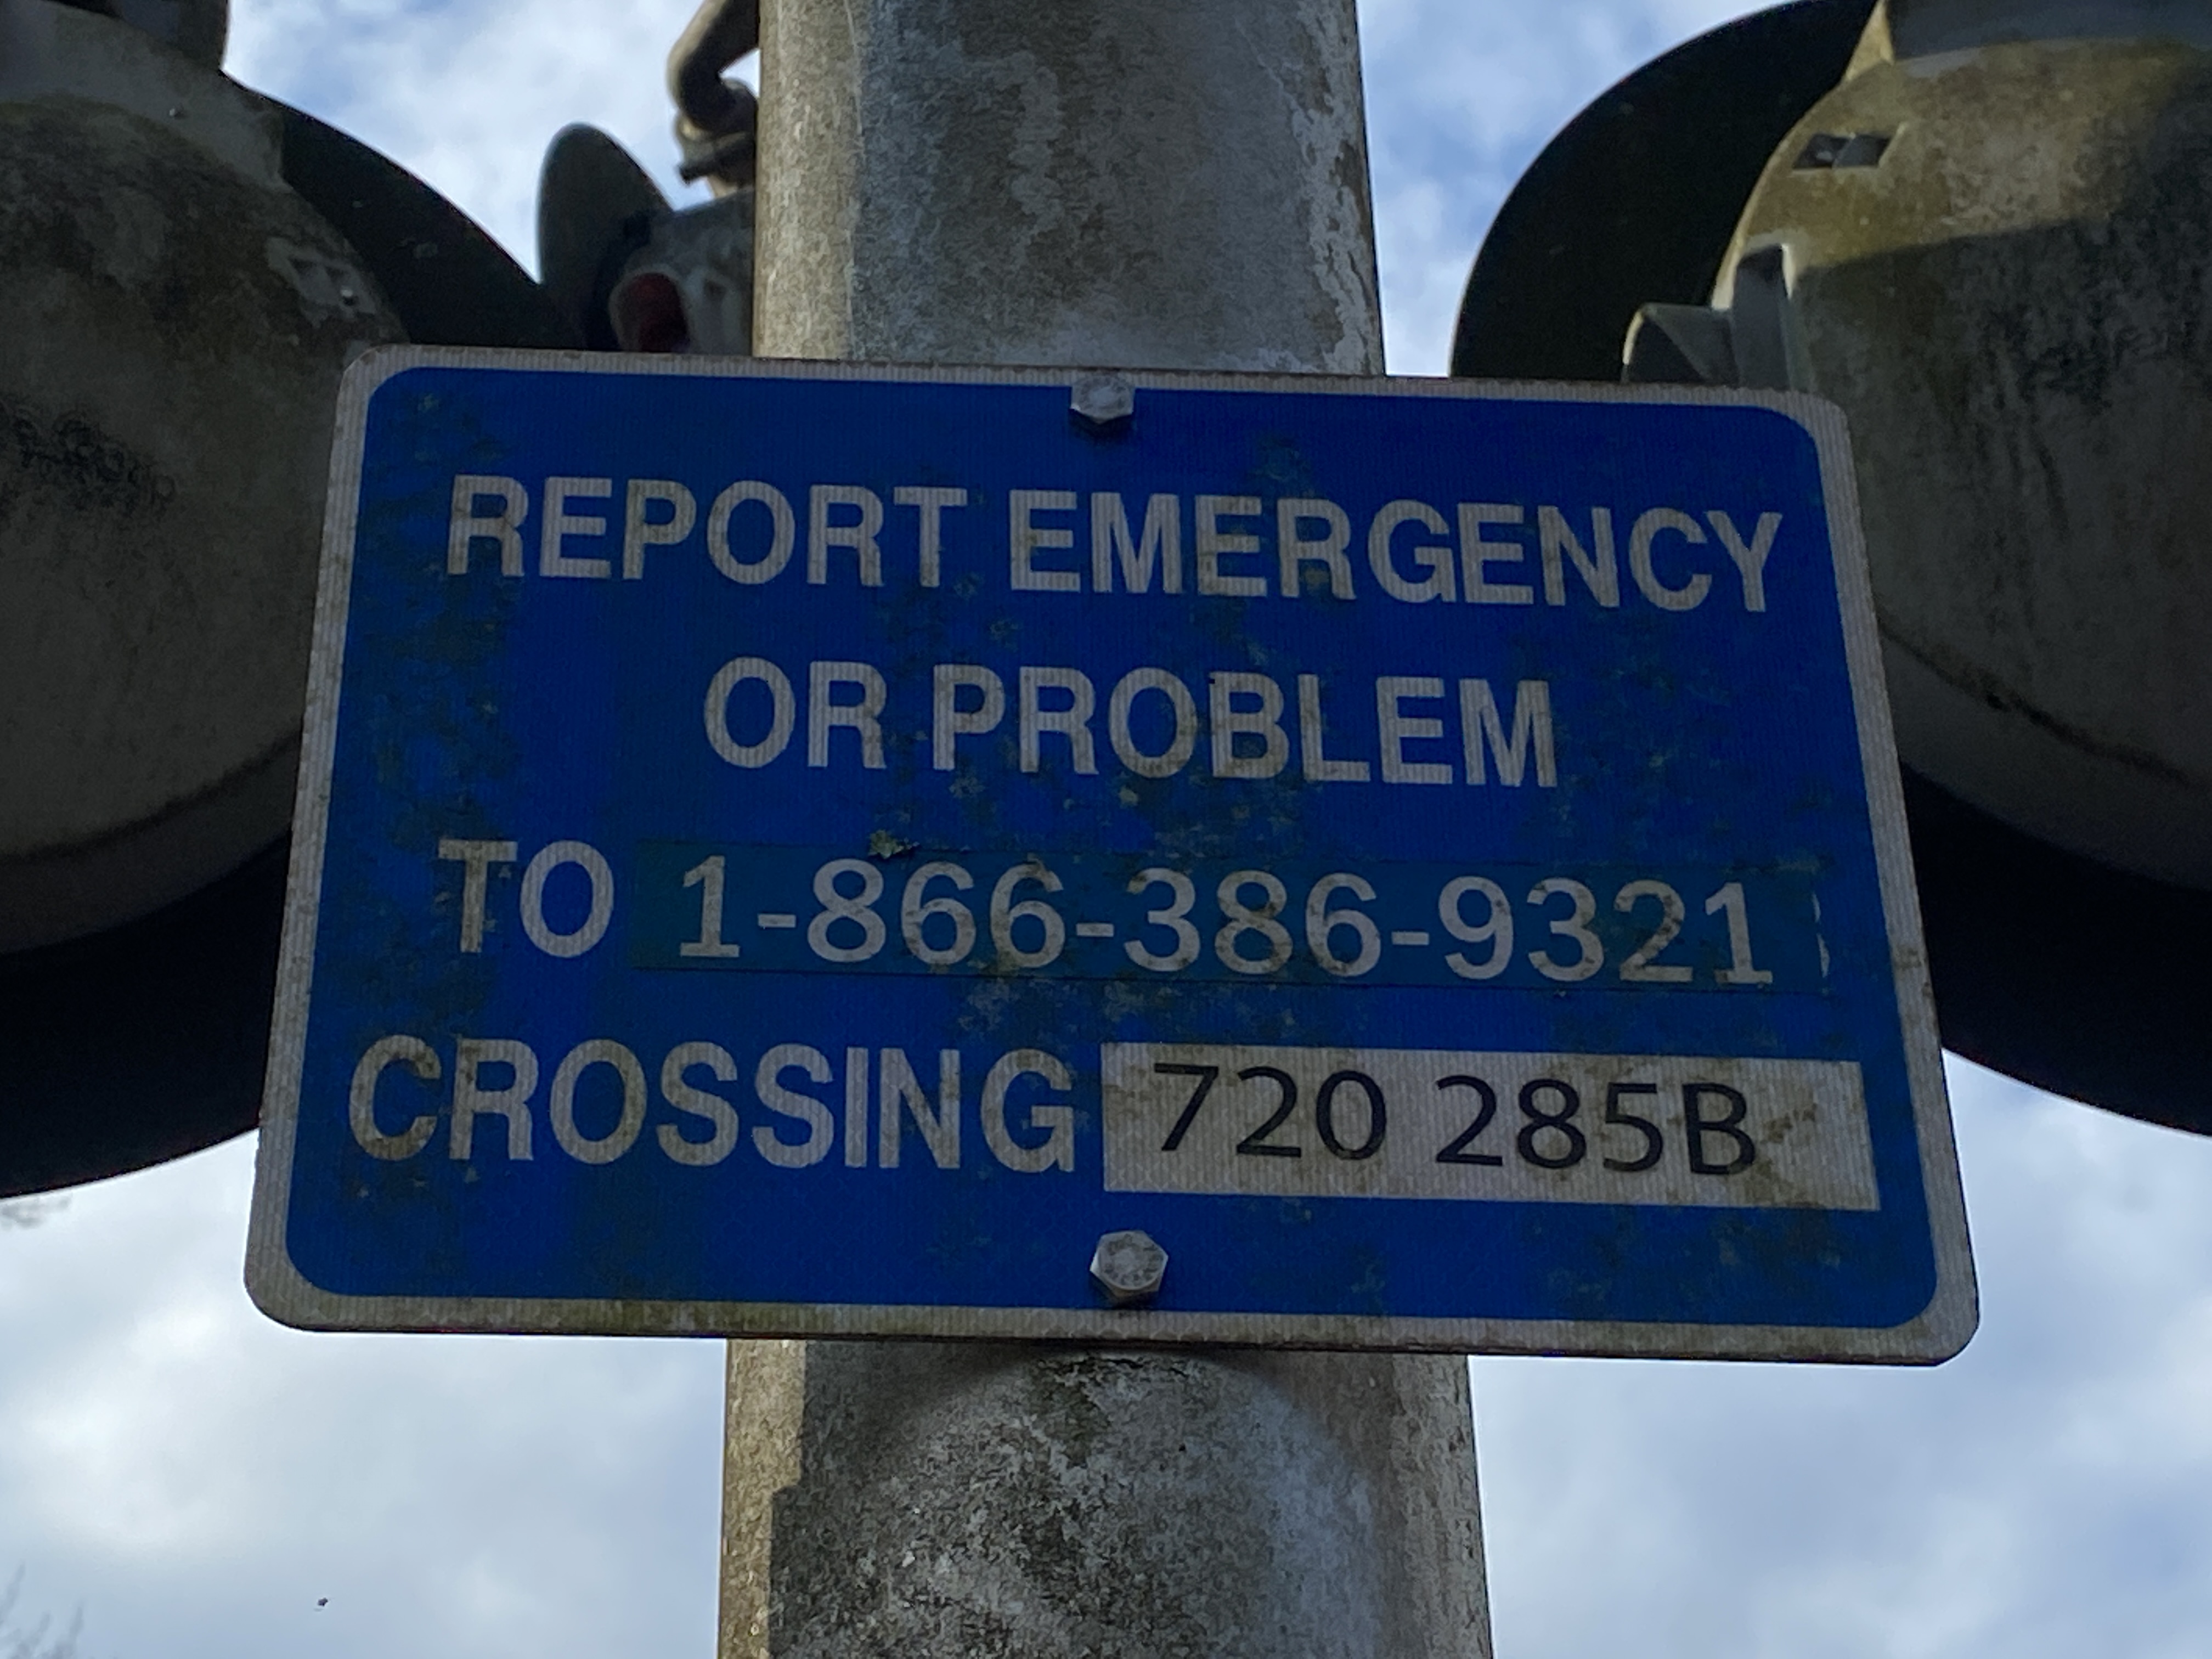 REPORT EMERGENCY
OR PROBLEM
TO 1-866-386-9321
CROSSING 720 285B